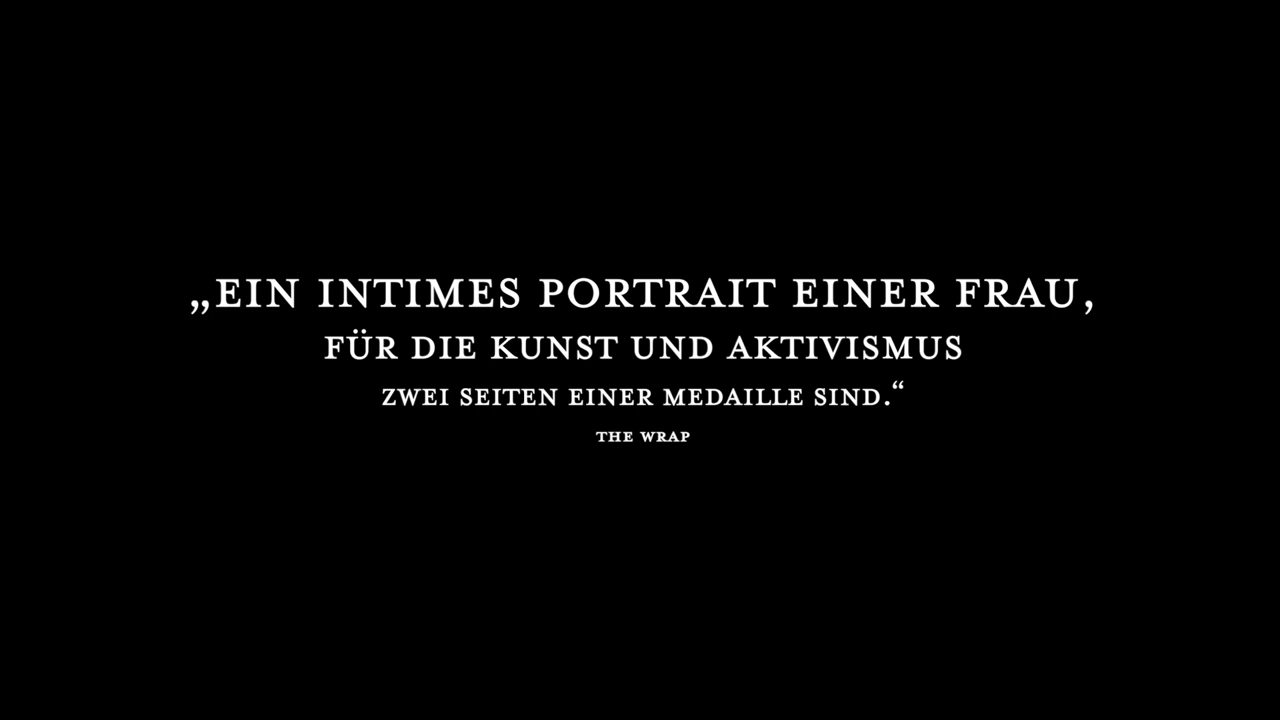 „EIN INTIMES PORTRAIT EINER FRAU,
FÜR DIE KUNST UND AKTIVISMUS
ZWEI SEITEN EINER MEDAILLE SIND.“
THE WRAP